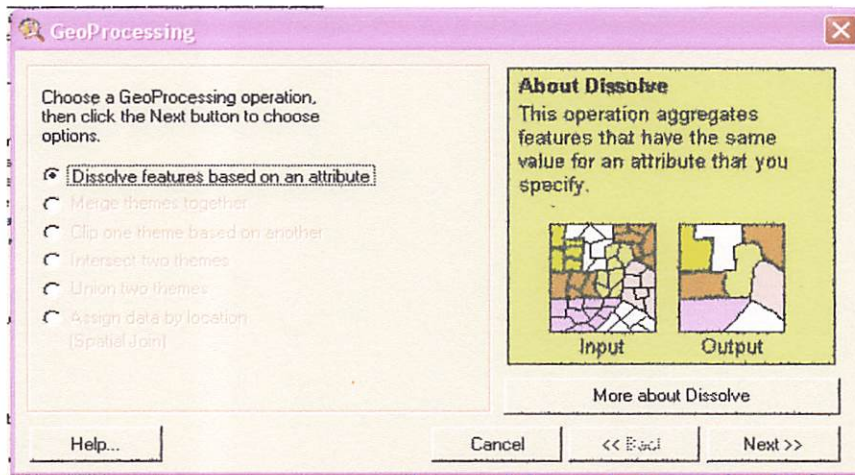 GeoProcessing
Choose a GeoProcessing operation,
then click the Next button to choose
options.
Dissolve features based on an attribute
Merge themes together
Clip one theme based on another
Intersect two themes
Union two themes
Assign data by location
(Spatial Join)
About Dissolve
This operation aggregates
features that have the same
value for an attribute that you
specify.
Input
Output
More about Dissolve
Help...
Cancel
<< Back
Next >>